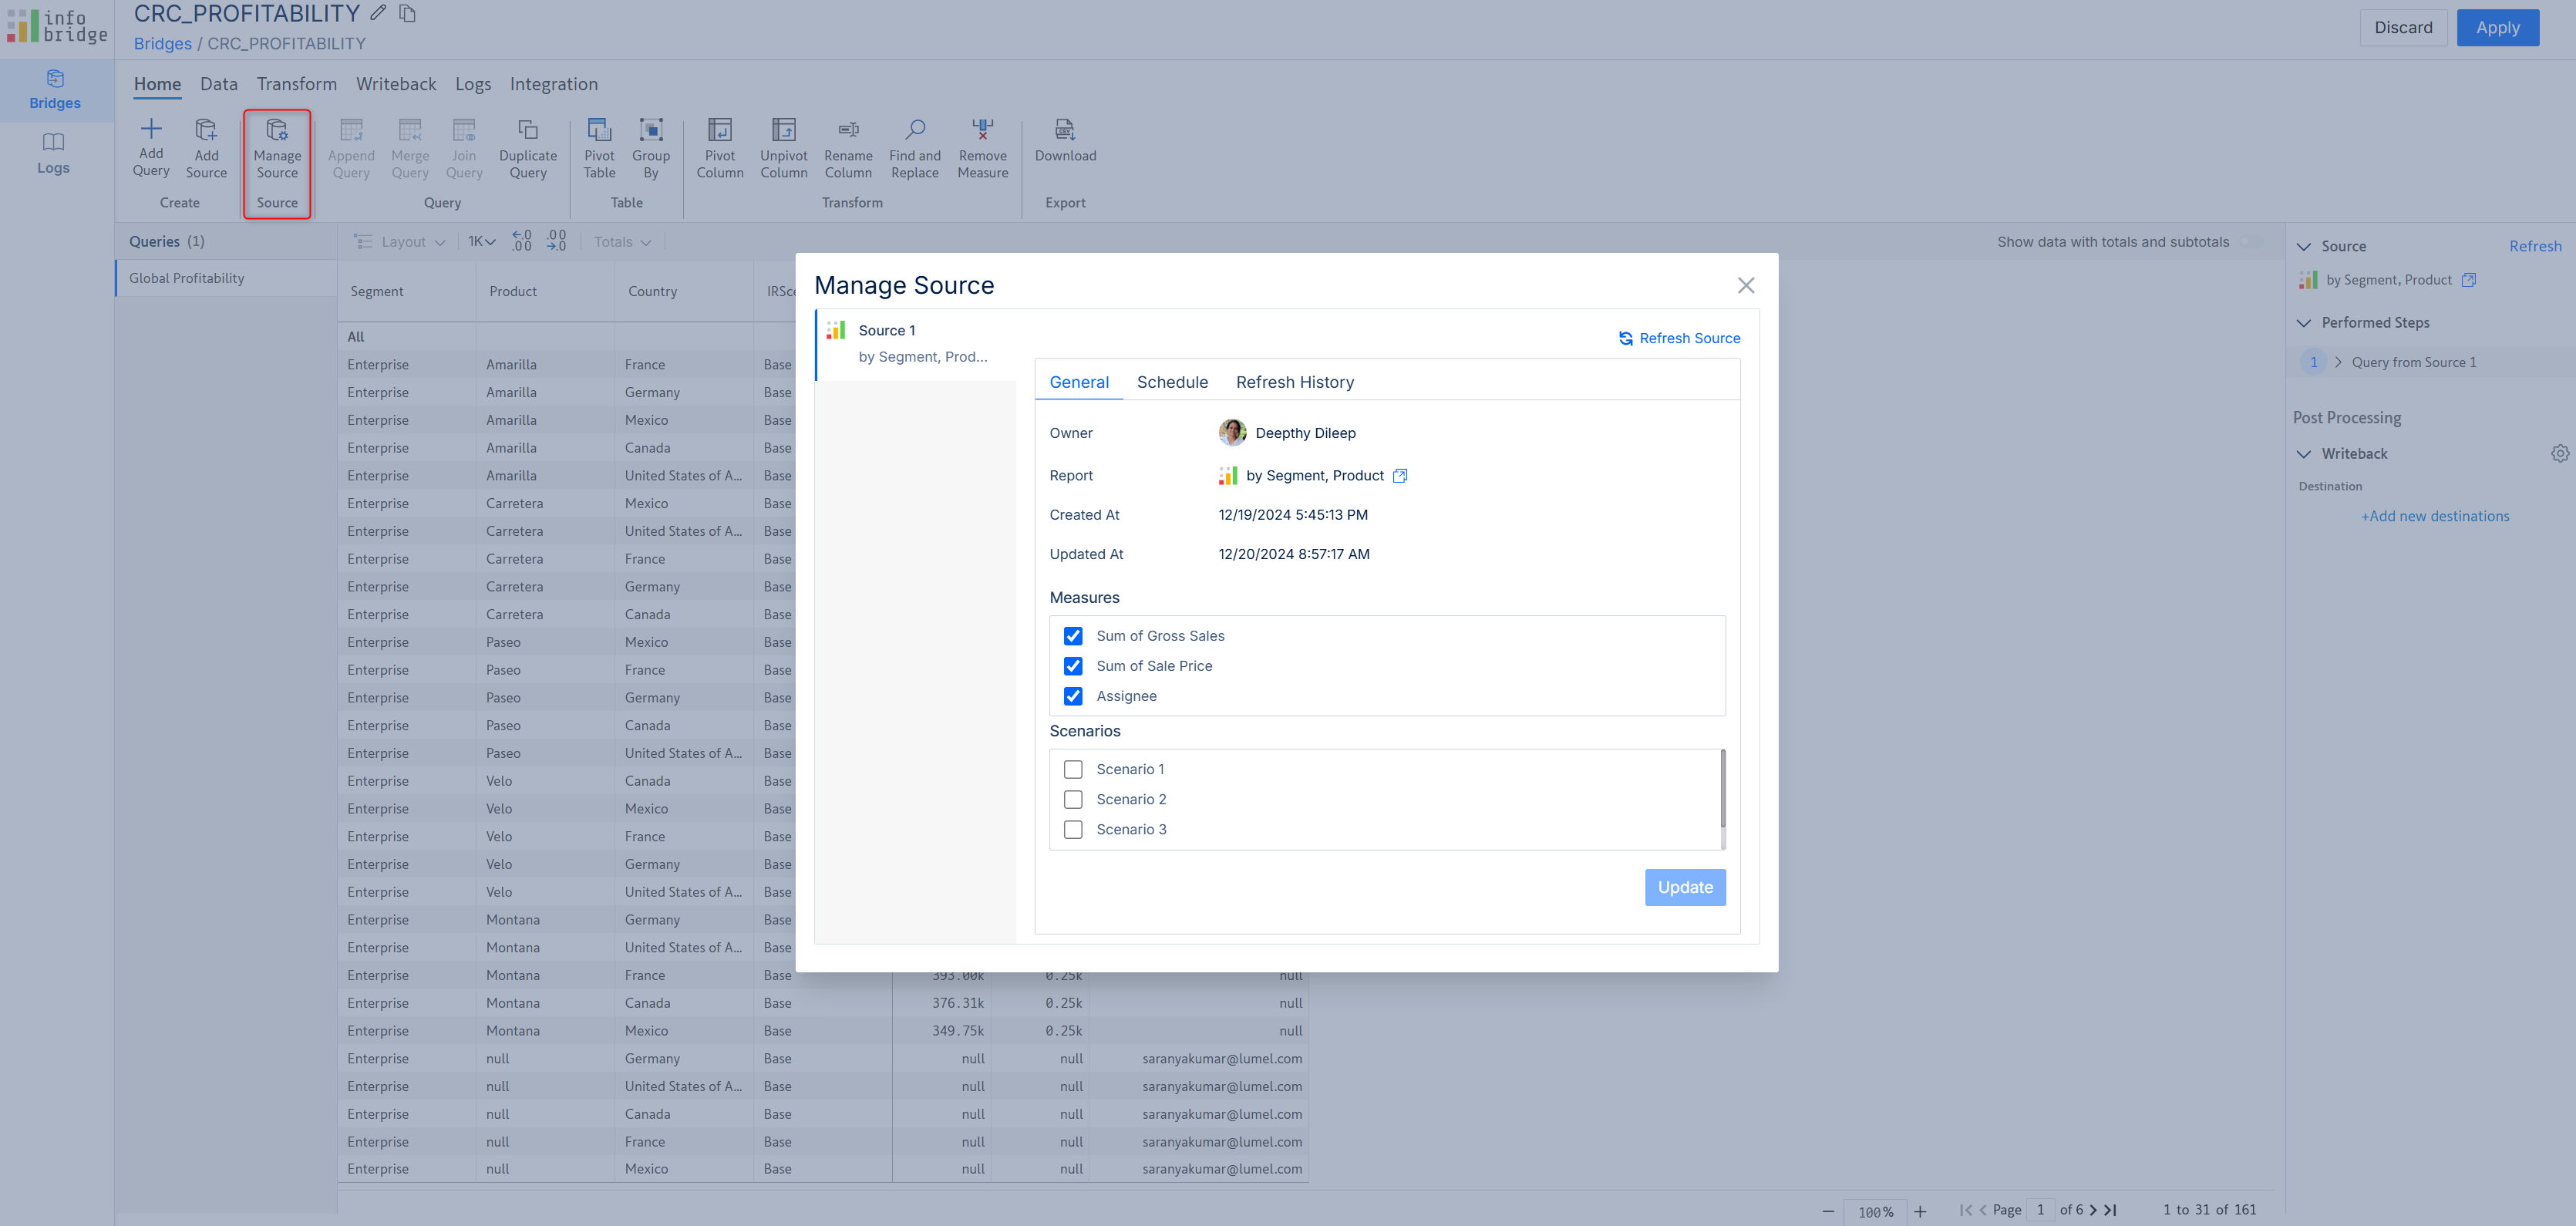 info
bridge
CRC_PROFITABILITY
Bridges / CRC_PROFITABILITY
Discard
Apply
Bridges
Logs
Home Data Transform Writeback Logs Integration
Add Query
Add Source
Create
Manage Source
Source
Append Query
Merge Query
Join Query
Duplicate Query
Query
Pivot Table
Group By
Table
Pivot Column
Unpivot Column
Rename Column
Find and Replace
Remove Measure
Transform
Download
Export
Queries (1)
Global Profitability
Layout 1K Totals
Show data with totals and subtotals
Segment Product Country
All
Enterprise Amarilla France Base
Enterprise Amarilla Germany Base
Enterprise Amarilla Mexico Base
Enterprise Amarilla Canada Base
Enterprise Amarilla United States of A... Base
Enterprise Carretera Mexico Base
Enterprise Carretera United States of A... Base
Enterprise Carretera France Base
Enterprise Carretera Germany Base
Enterprise Carretera Canada Base
Enterprise Paseo Mexico Base
Enterprise Paseo France Base
Enterprise Paseo Germany Base
Enterprise Paseo Canada Base
Enterprise Paseo United States of A... Base
Enterprise Velo Canada Base
Enterprise Velo Mexico Base
Enterprise Velo France Base
Enterprise Velo Germany Base
Enterprise Velo United States of A... Base
Enterprise Montana Germany Base
Enterprise Montana United States of A... Base
Enterprise Montana France Base 393.00k 0.25k null
Enterprise Montana Canada Base 376.31k 0.25k null
Enterprise Montana Mexico Base 349.75k 0.25k null
Enterprise null Germany Base null null saranyakumar@lumel.com
Enterprise null United States of A... Base null null saranyakumar@lumel.com
Enterprise null Canada Base null null saranyakumar@lumel.com
Enterprise null France Base null null saranyakumar@lumel.com
Enterprise null Mexico Base null null saranyakumar@lumel.com
Manage Source
Source 1
by Segment, Prod...
Refresh Source
General Schedule Refresh History
Owner Deepthy Dileep
Report by Segment, Product
Created At 12/19/2024 5:45:13 PM
Updated At 12/20/2024 8:57:17 AM
Measures
Sum of Gross Sales
Sum of Sale Price
Assignee
Scenarios
Scenario 1
Scenario 2
Scenario 3
Update
Source Refresh
by Segment, Product
Performed Steps
1 Query from Source 1
Post Processing
Writeback
Destination
+Add new destinations
100% Page 1 of 6 1 to 31 of 161